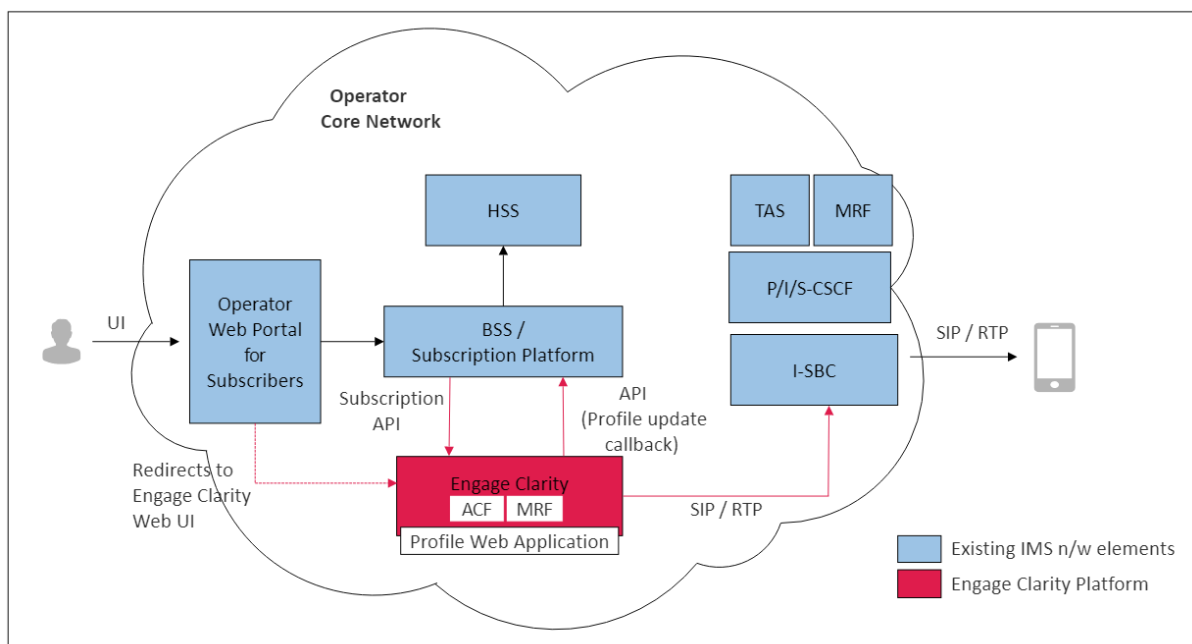 Operator
Core Network
HSS
TAS
MRF
P/I/S-CSCF
Operator
Web Portal
for
Subscribers
UI
BSS /
Subscription Platform
I-SBC
SIP / RTP
Subscription
API
API
(Profile update
callback)
Redirects to
Engage Clarity
Web UI
Engage Clarity
ACF
MRF
Profile Web Application
SIP / RTP
Existing IMS n/w elements
Engage Clarity Platform